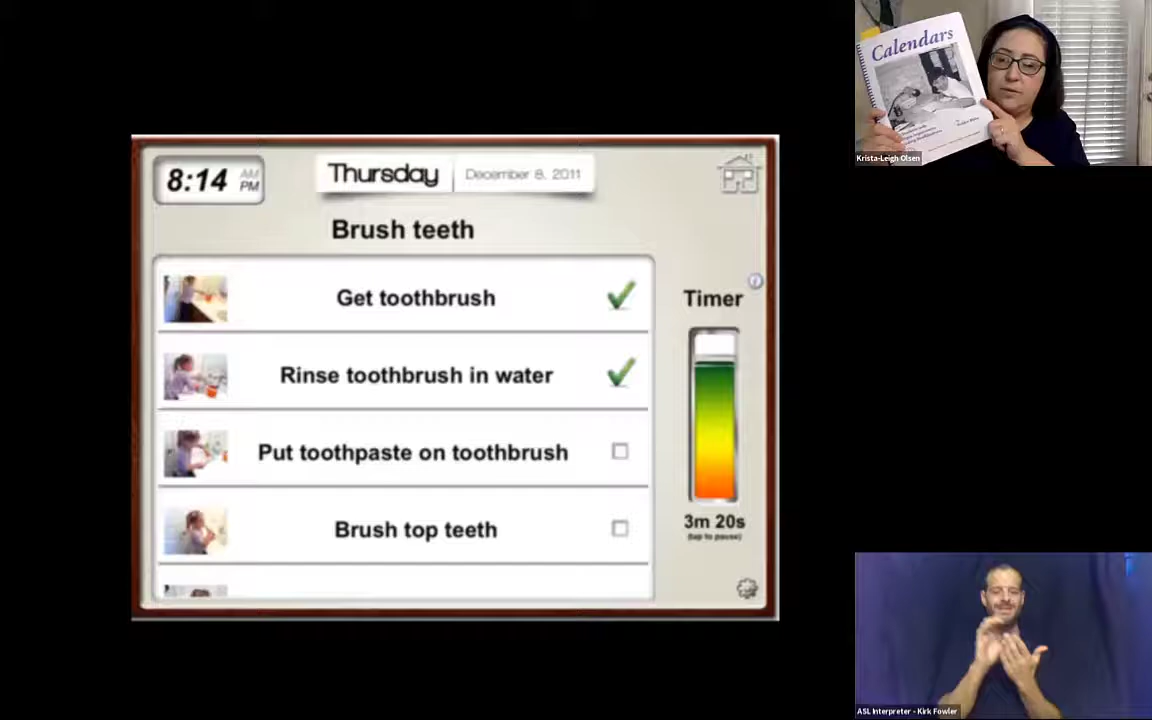 8:14 AM
PM
Thursday December 8, 2011
Brush teeth
Get toothbrush
Rinse toothbrush in water
Put toothpaste on toothbrush
Brush top teeth
Timer
3m 20s
(tap to pause)
Calendars
Krista-Leigh Olsen
ASL Interpreter - Kirk Fowler